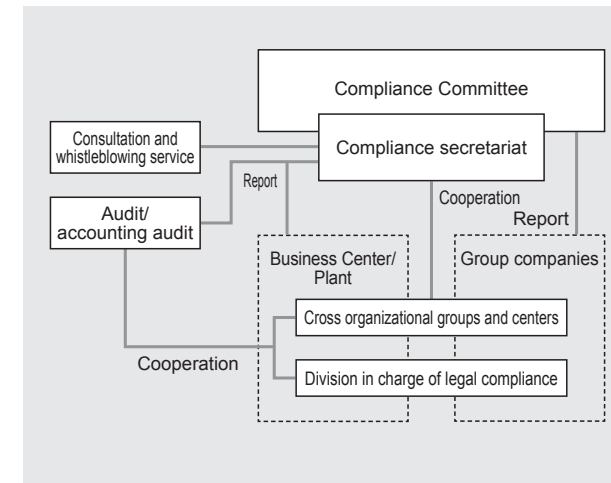 Compliance Committee
Consultation and
whistleblowing service
Compliance secretariat
Report
Cooperation
Audit/
accounting audit
Report
Business Center/
Plant
Group companies
Cross organizational groups and centers
Cooperation
Division in charge of legal compliance